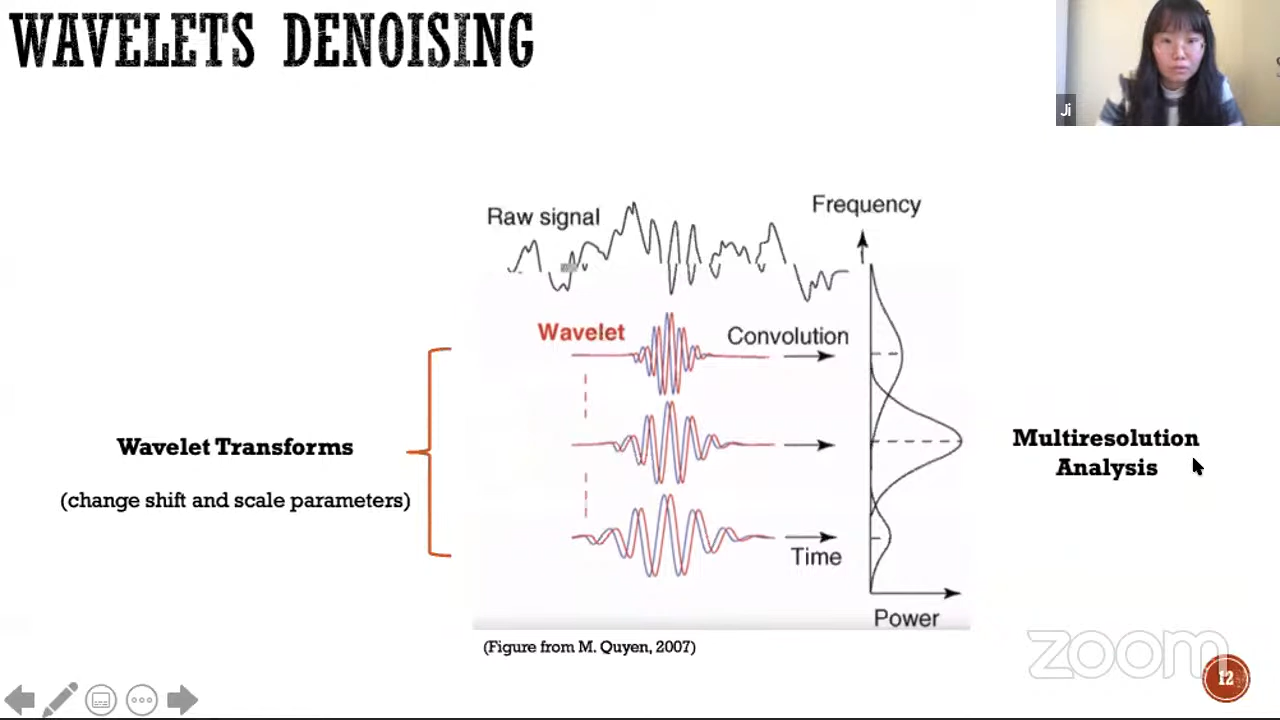 WAVELETS DENOISING
Ji
Raw signal
Frequency
Wavelet
Convolution
Wavelet Transforms
(change shift and scale parameters)
Multiresolution
Analysis
Time
Power
(Figure from M. Quyen, 2007)
zoom
12